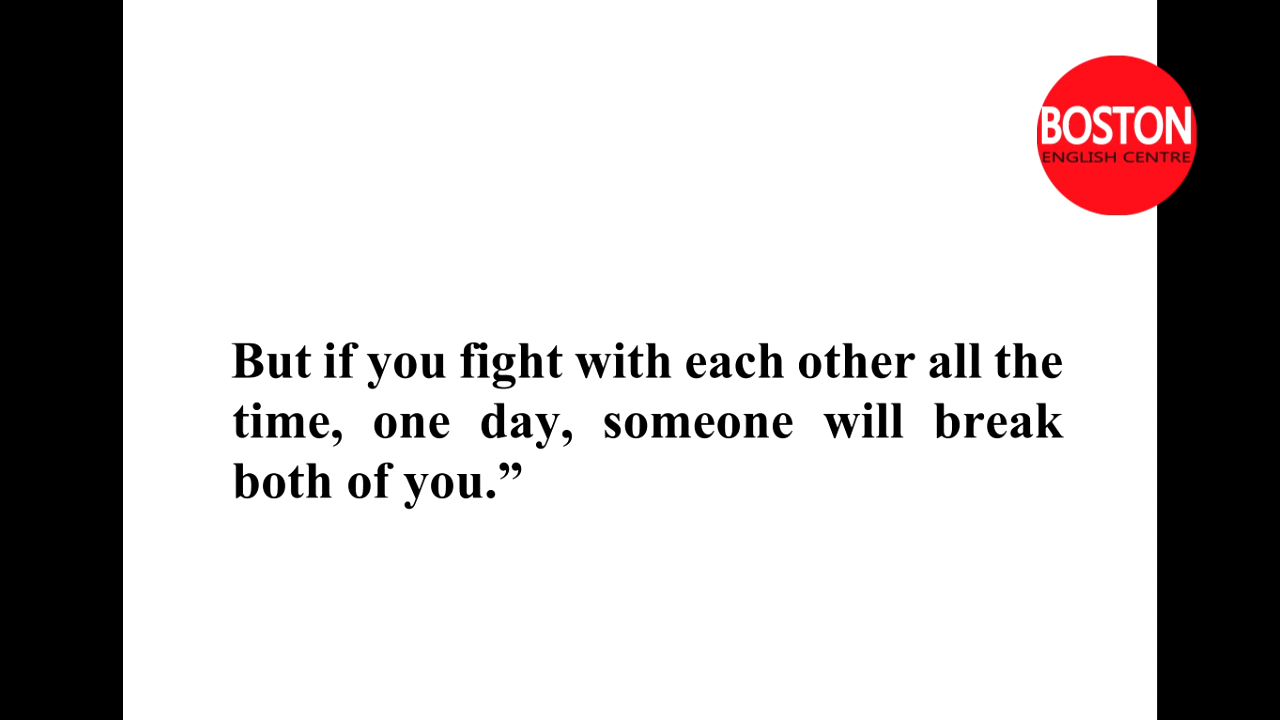 BOSTON
ENGLISH CENTRE
But if you fight with each other all the
time, one day, someone will break
both of you.”